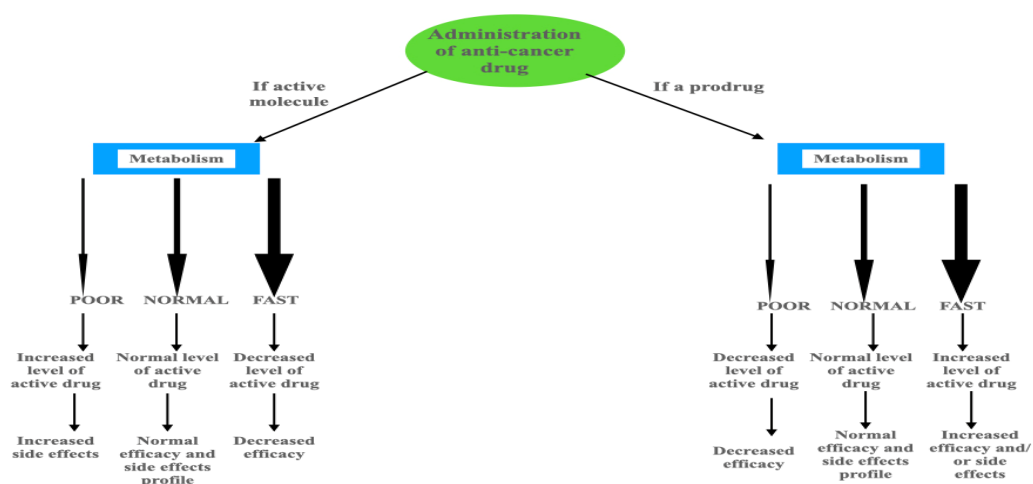 Administration
of anti-cancer
drug
If active
molecule
If a prodrug
Metabolism
Metabolism
POOR
NORMAL
FAST
POOR
NORMAL
FAST
Increased
level of
active drug
Normal level
of active
drug
Decreased
level of
active drug
Decreased
level of
active drug
Normal level
of active
drug
Increased
level of
active drug
Increased
side effects
Normal
efficacy and
side effects
profile
Decreased
efficacy
Decreased
efficacy
Normal
efficacy and
side effects
profile
Increased
efficacy and/
or side
effects